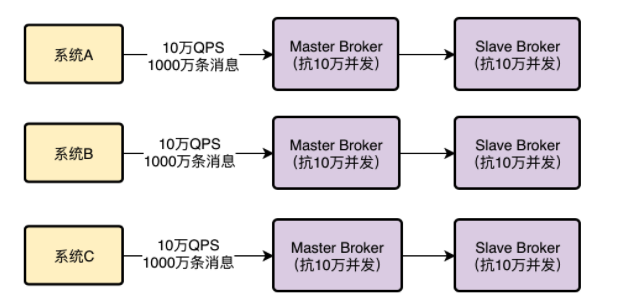 系统A
10万QPS
1000万条消息
Master Broker
(抗10万并发)
Slave Broker
(抗10万并发)
系统B
10万QPS
1000万条消息
Master Broker
(抗10万并发)
Slave Broker
(抗10万并发)
系统C
10万QPS
1000万条消息
Master Broker
(抗10万并发)
Slave Broker
(抗10万并发)